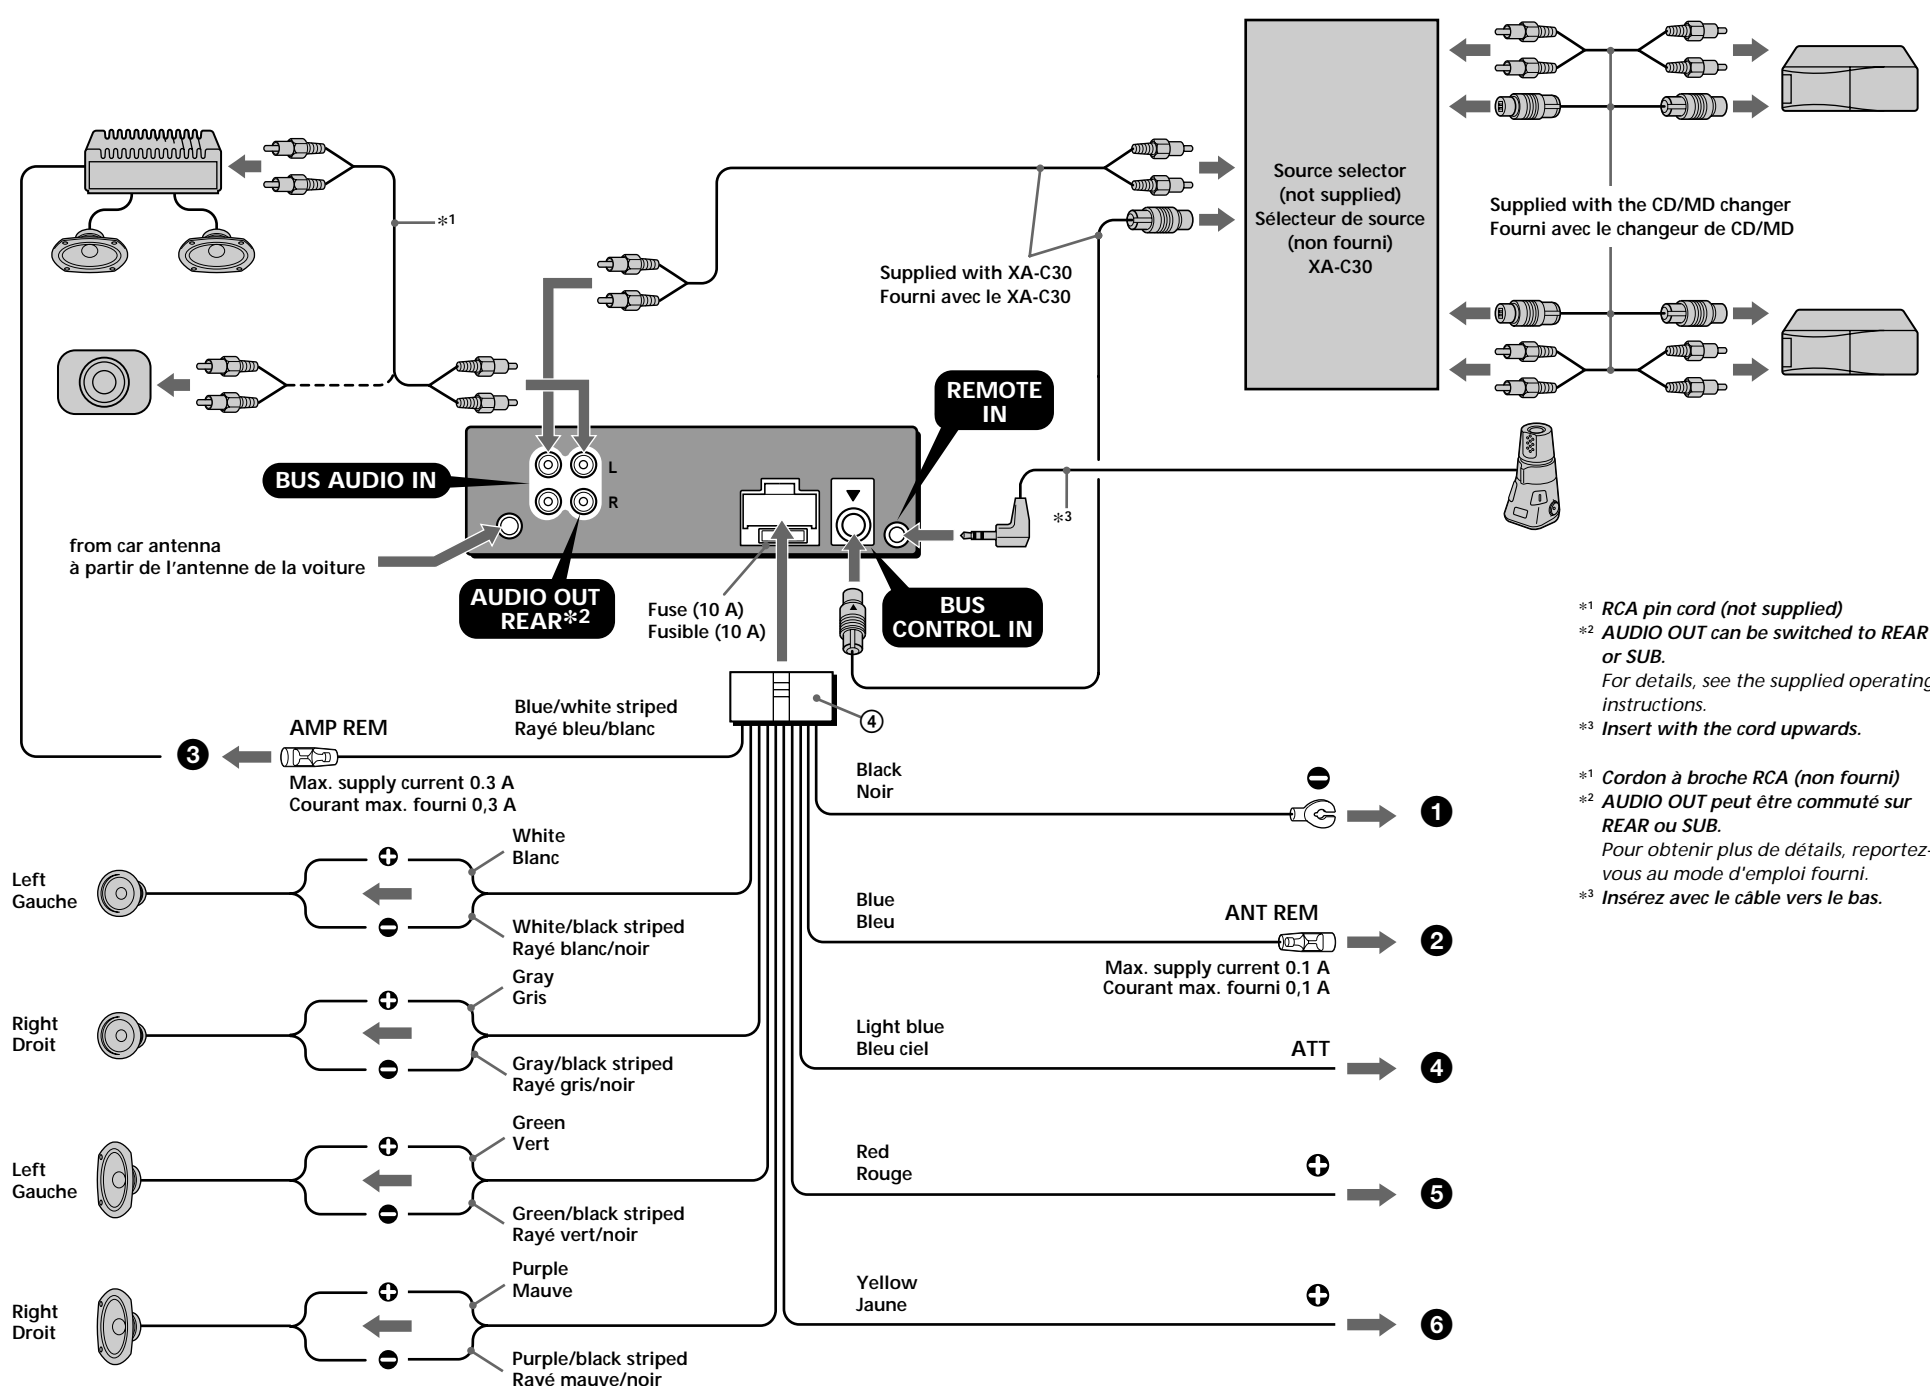 Source selector
(not supplied)
Sélecteur de source
(non fourni)
XA-C30
Supplied with the CD/MD changer
Fourni avec le changeur de CD/MD
*1
Supplied with XA-C30
Fourni avec le XA-C30
REMOTE
IN
BUS AUDIO IN
L
R
*3
from car antenna
à partir de l’antenne de la voiture
AUDIO OUT
REAR*2
Fuse (10 A)
Fusible (10 A)
BUS
CONTROL IN
*1 RCA pin cord (not supplied)
*2 AUDIO OUT can be switched to REAR
or SUB.
For details, see the supplied operating
instructions.
*3 Insert with the cord upwards.
*1 Cordon à broche RCA (non fourni)
*2 AUDIO OUT peut être commuté sur
REAR ou SUB.
Pour obtenir plus de détails, reportez-
vous au mode d'emploi fourni.
*3 Insérez avec le câble vers le bas.
④
Blue/white striped
Rayé bleu/blanc
AMP REM
❸
Max. supply current 0.3 A
Courant max. fourni 0,3 A
Black
Noir
❶
White
Blanc
Left
Gauche
White/black striped
Rayé blanc/noir
Blue
Bleu
ANT REM
❷
Max. supply current 0.1 A
Courant max. fourni 0,1 A
Gray
Gris
Right
Droit
Gray/black striped
Rayé gris/noir
Light blue
Bleu ciel
ATT
❹
Green
Vert
Left
Gauche
Green/black striped
Rayé vert/noir
Red
Rouge
❺
Purple
Mauve
Right
Droit
Purple/black striped
Rayé mauve/noir
Yellow
Jaune
❻